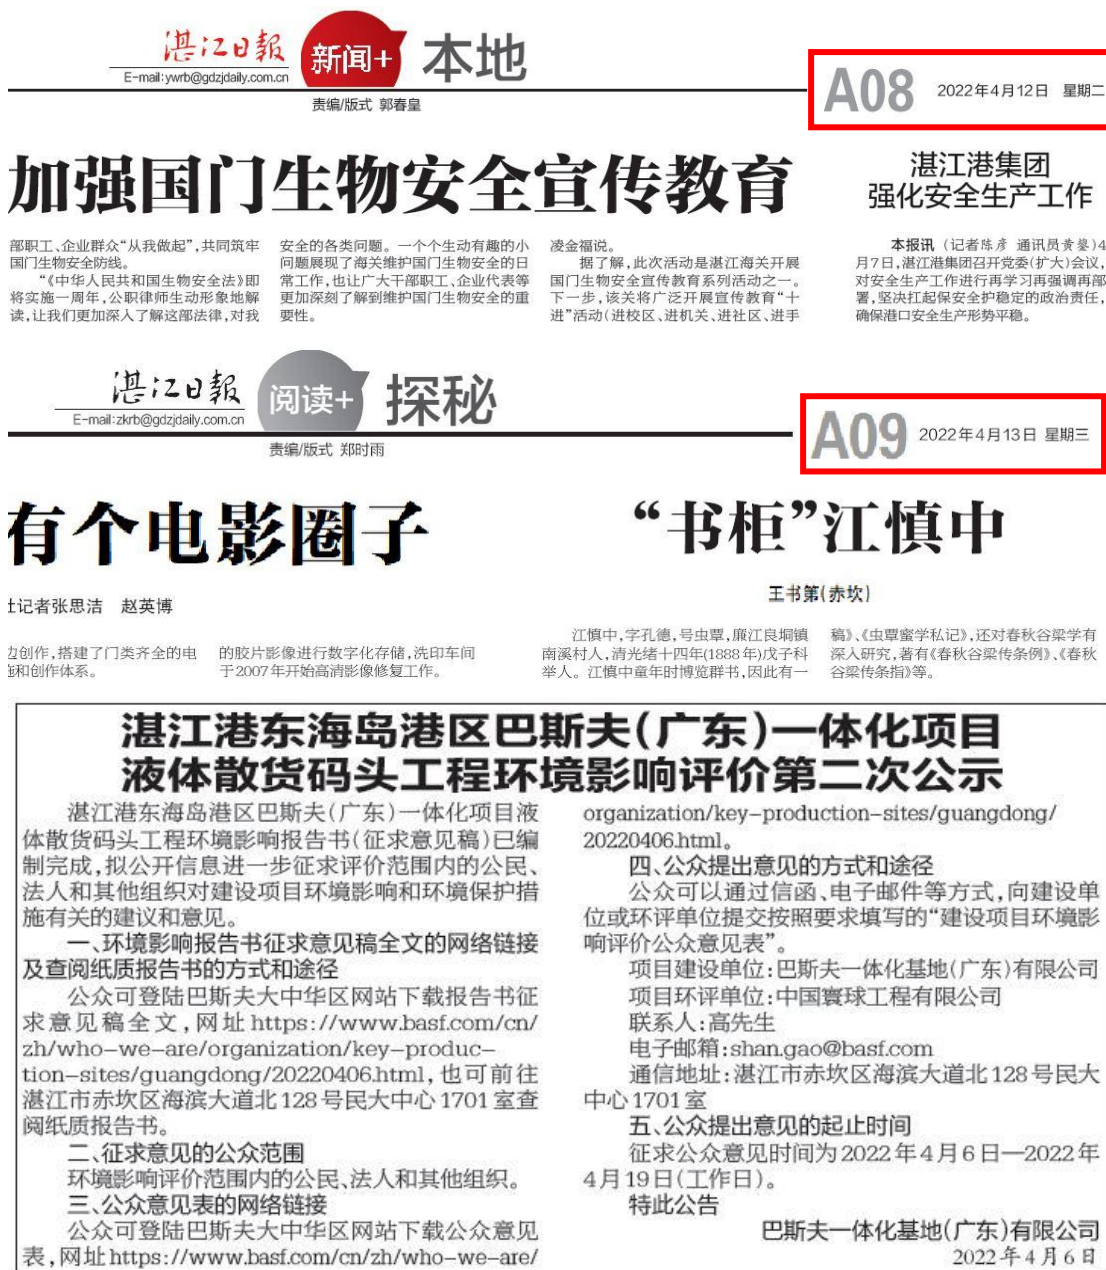 湛江日報
E-mail:ywrb@gdzjdaily.com.cn
新闻+
本地
责编/版式 郭春皇
A08
2022年4月12日 星期二
加强国门生物安全宣传教育
部职工、企业群众“从我做起”,共同筑牢
国门生物安全防线。
“《中华人民共和国生物安全法》即
将实施一周年,公职律师生动形象地解
读,让我们更加深入了解这部法律,对我
安全的各类问题。一个个生动有趣的小
问题展现了海关维护国门生物安全的日
常工作,也让广大干部职工、企业代表等
更加深刻了解到维护国门生物安全的重
要性。
凌金福说。
据了解,此次活动是湛江海关开展
国门生物安全宣传教育系列活动之一。
下一步,该关将广泛开展宣传教育“十
进”活动(进校区、进机关、进社区、进手
湛江港集团
强化安全生产工作
本报讯 (记者陈彦 通讯员黄鋆)4
月7日,湛江港集团召开党委(扩大)会议,
对安全生产工作进行再学习再强调再部
署,坚决扛起保安全护稳定的政治责任,
确保港口安全生产形势平稳。
湛江日報
E-mail:zkrb@gdzjdaily.com.cn
阅读+
探秘
责编/版式 郑时雨
A09
2022年4月13日 星期三
有个电影圈子
社记者张思洁 赵英博
边创作,搭建了门类齐全的电
施和创作体系。
的胶片影像进行数字化存储,洗印车间
于2007年开始高清影像修复工作。
“书柜”江慎中
王书第(赤坎)
江慎中,字孔德,号虫覃,廉江良垌镇
南溪村人,清光绪十四年(1888年)戊子科
举人。江慎中童年时博览群书,因此有一
稿》、《虫覃蜜学私记》,还对春秋谷梁学有
深入研究,著有《春秋谷梁传条例》、《春秋
谷梁传条指》等。
湛江港东海岛港区巴斯夫(广东)一体化项目
液体散货码头工程环境影响评价第二次公示
湛江港东海岛港区巴斯夫(广东)一体化项目液
体散货码头工程环境影响报告书(征求意见稿)已编
制完成,拟公开信息进一步征求评价范围内的公民、
法人和其他组织对建设项目环境影响和环境保护措
施有关的建议和意见。
一、环境影响报告书征求意见稿全文的网络链接
及查阅纸质报告书的方式和途径
公众可登陆巴斯夫大中华区网站下载报告书征
求意见稿全文,网址https://www.basf.com/cn/
zh/who-we-are/organization/key-produc-
tion-sites/guangdong/20220406.html,也可前往
湛江市赤坎区海滨大道北128号民大中心1701室查
阅纸质报告书。
二、征求意见的公众范围
环境影响评价范围内的公民、法人和其他组织。
三、公众意见表的网络链接
公众可登陆巴斯夫大中华区网站下载公众意见
表,网址https://www.basf.com/cn/zh/who-we-are/
organization/key-production-sites/guangdong/
20220406.html。
四、公众提出意见的方式和途径
公众可以通过信函、电子邮件等方式,向建设单
位或环评单位提交按照要求填写的“建设项目环境影
响评价公众意见表”。
项目建设单位:巴斯夫一体化基地(广东)有限公司
项目环评单位:中国寰球工程有限公司
联系人:高先生
电子邮箱:shan.gao@basf.com
通信地址:湛江市赤坎区海滨大道北128号民大
中心1701室
五、公众提出意见的起止时间
征求公众意见时间为2022年4月6日—2022年
4月19日(工作日)。
特此公告
巴斯夫一体化基地(广东)有限公司
2022年4月6日